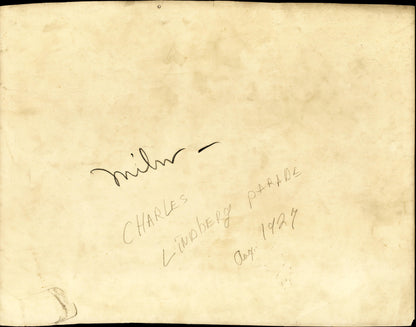 Milw –
CHARLES
LINDBERG PARADE
Aug. 1927